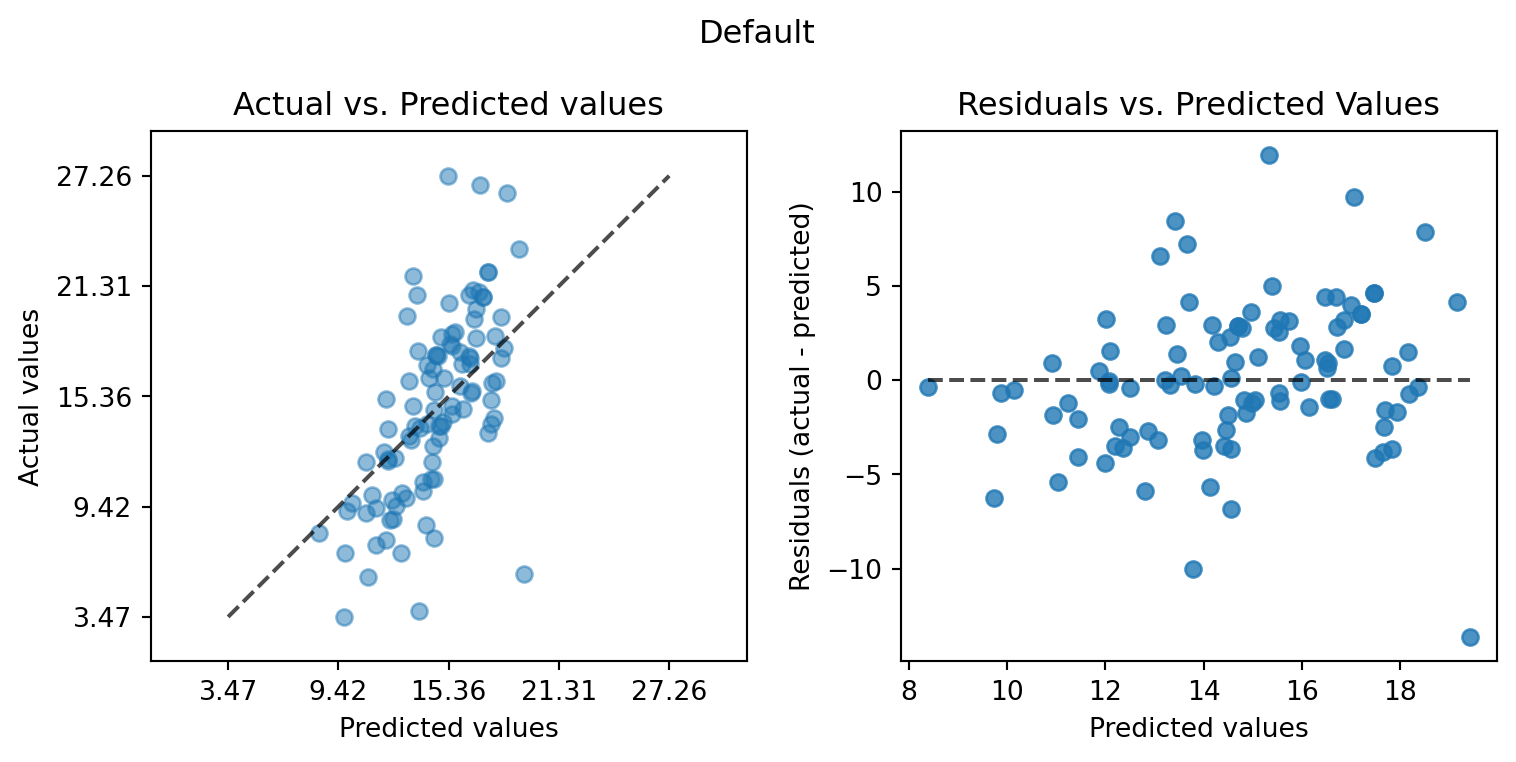 Default
Actual vs. Predicted values
Actual values
27.26
21.31
15.36
9.42
3.47
3.47 9.42 15.36 21.31 27.26
Predicted values
Residuals vs. Predicted Values
Residuals (actual - predicted)
10
5
0
−5
−10
8 10 12 14 16 18
Predicted values